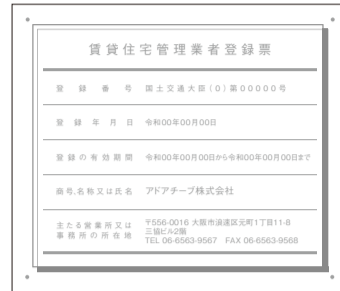 賃貸住宅管理業者登録票
登録番号 国土交通大臣(0)第00000号
登録年月日 令和00年00月00日
登録の有効期間 令和00年00月00日から令和00年00月00日まで
商号,名称又は氏名 アドアチーブ株式会社
主たる営業所又は
事務所の所在地
〒556-0016 大阪市浪速区元町1丁目11-8
三協ビル2階
TEL 06-6563-9567 FAX 06-6563-9568